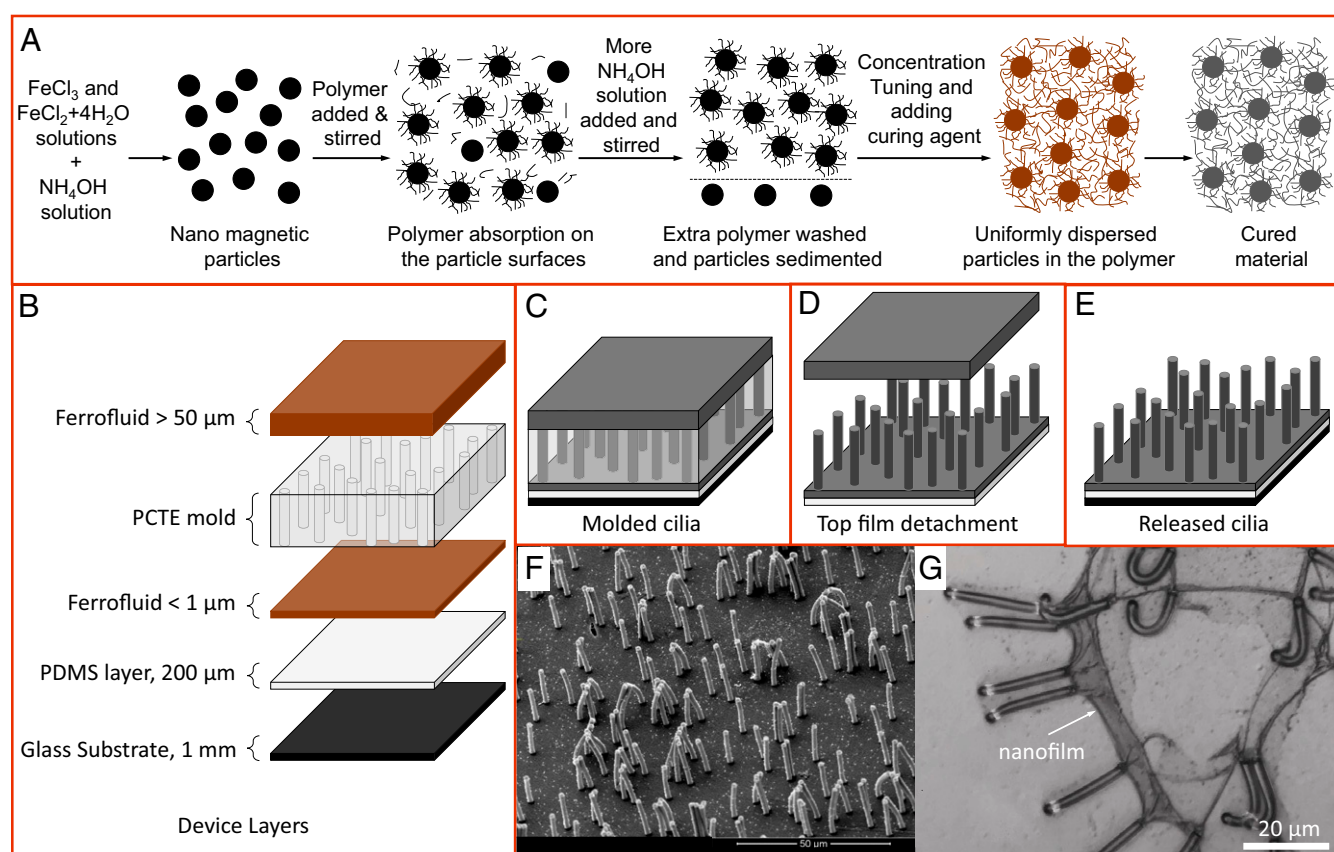 A
FeCl₃ and
FeCl₂+4H₂O
solutions
+
NH₄OH
solution
Nano magnetic
particles
Polymer
added &
stirred
Polymer absorption on
the particle surfaces
More
NH₄OH
solution
added and
stirred
Extra polymer washed
and particles sedimented
Concentration
Tuning and
adding
curing agent
Uniformly dispersed
particles in the polymer
Cured
material
B
Ferrofluid > 50 μm
PCTE mold
Ferrofluid < 1 μm
PDMS layer, 200 μm
Glass Substrate, 1 mm
Device Layers
C
Molded cilia
D
Top film detachment
E
Released cilia
F
50 μm
G
nanofilm
20 μm